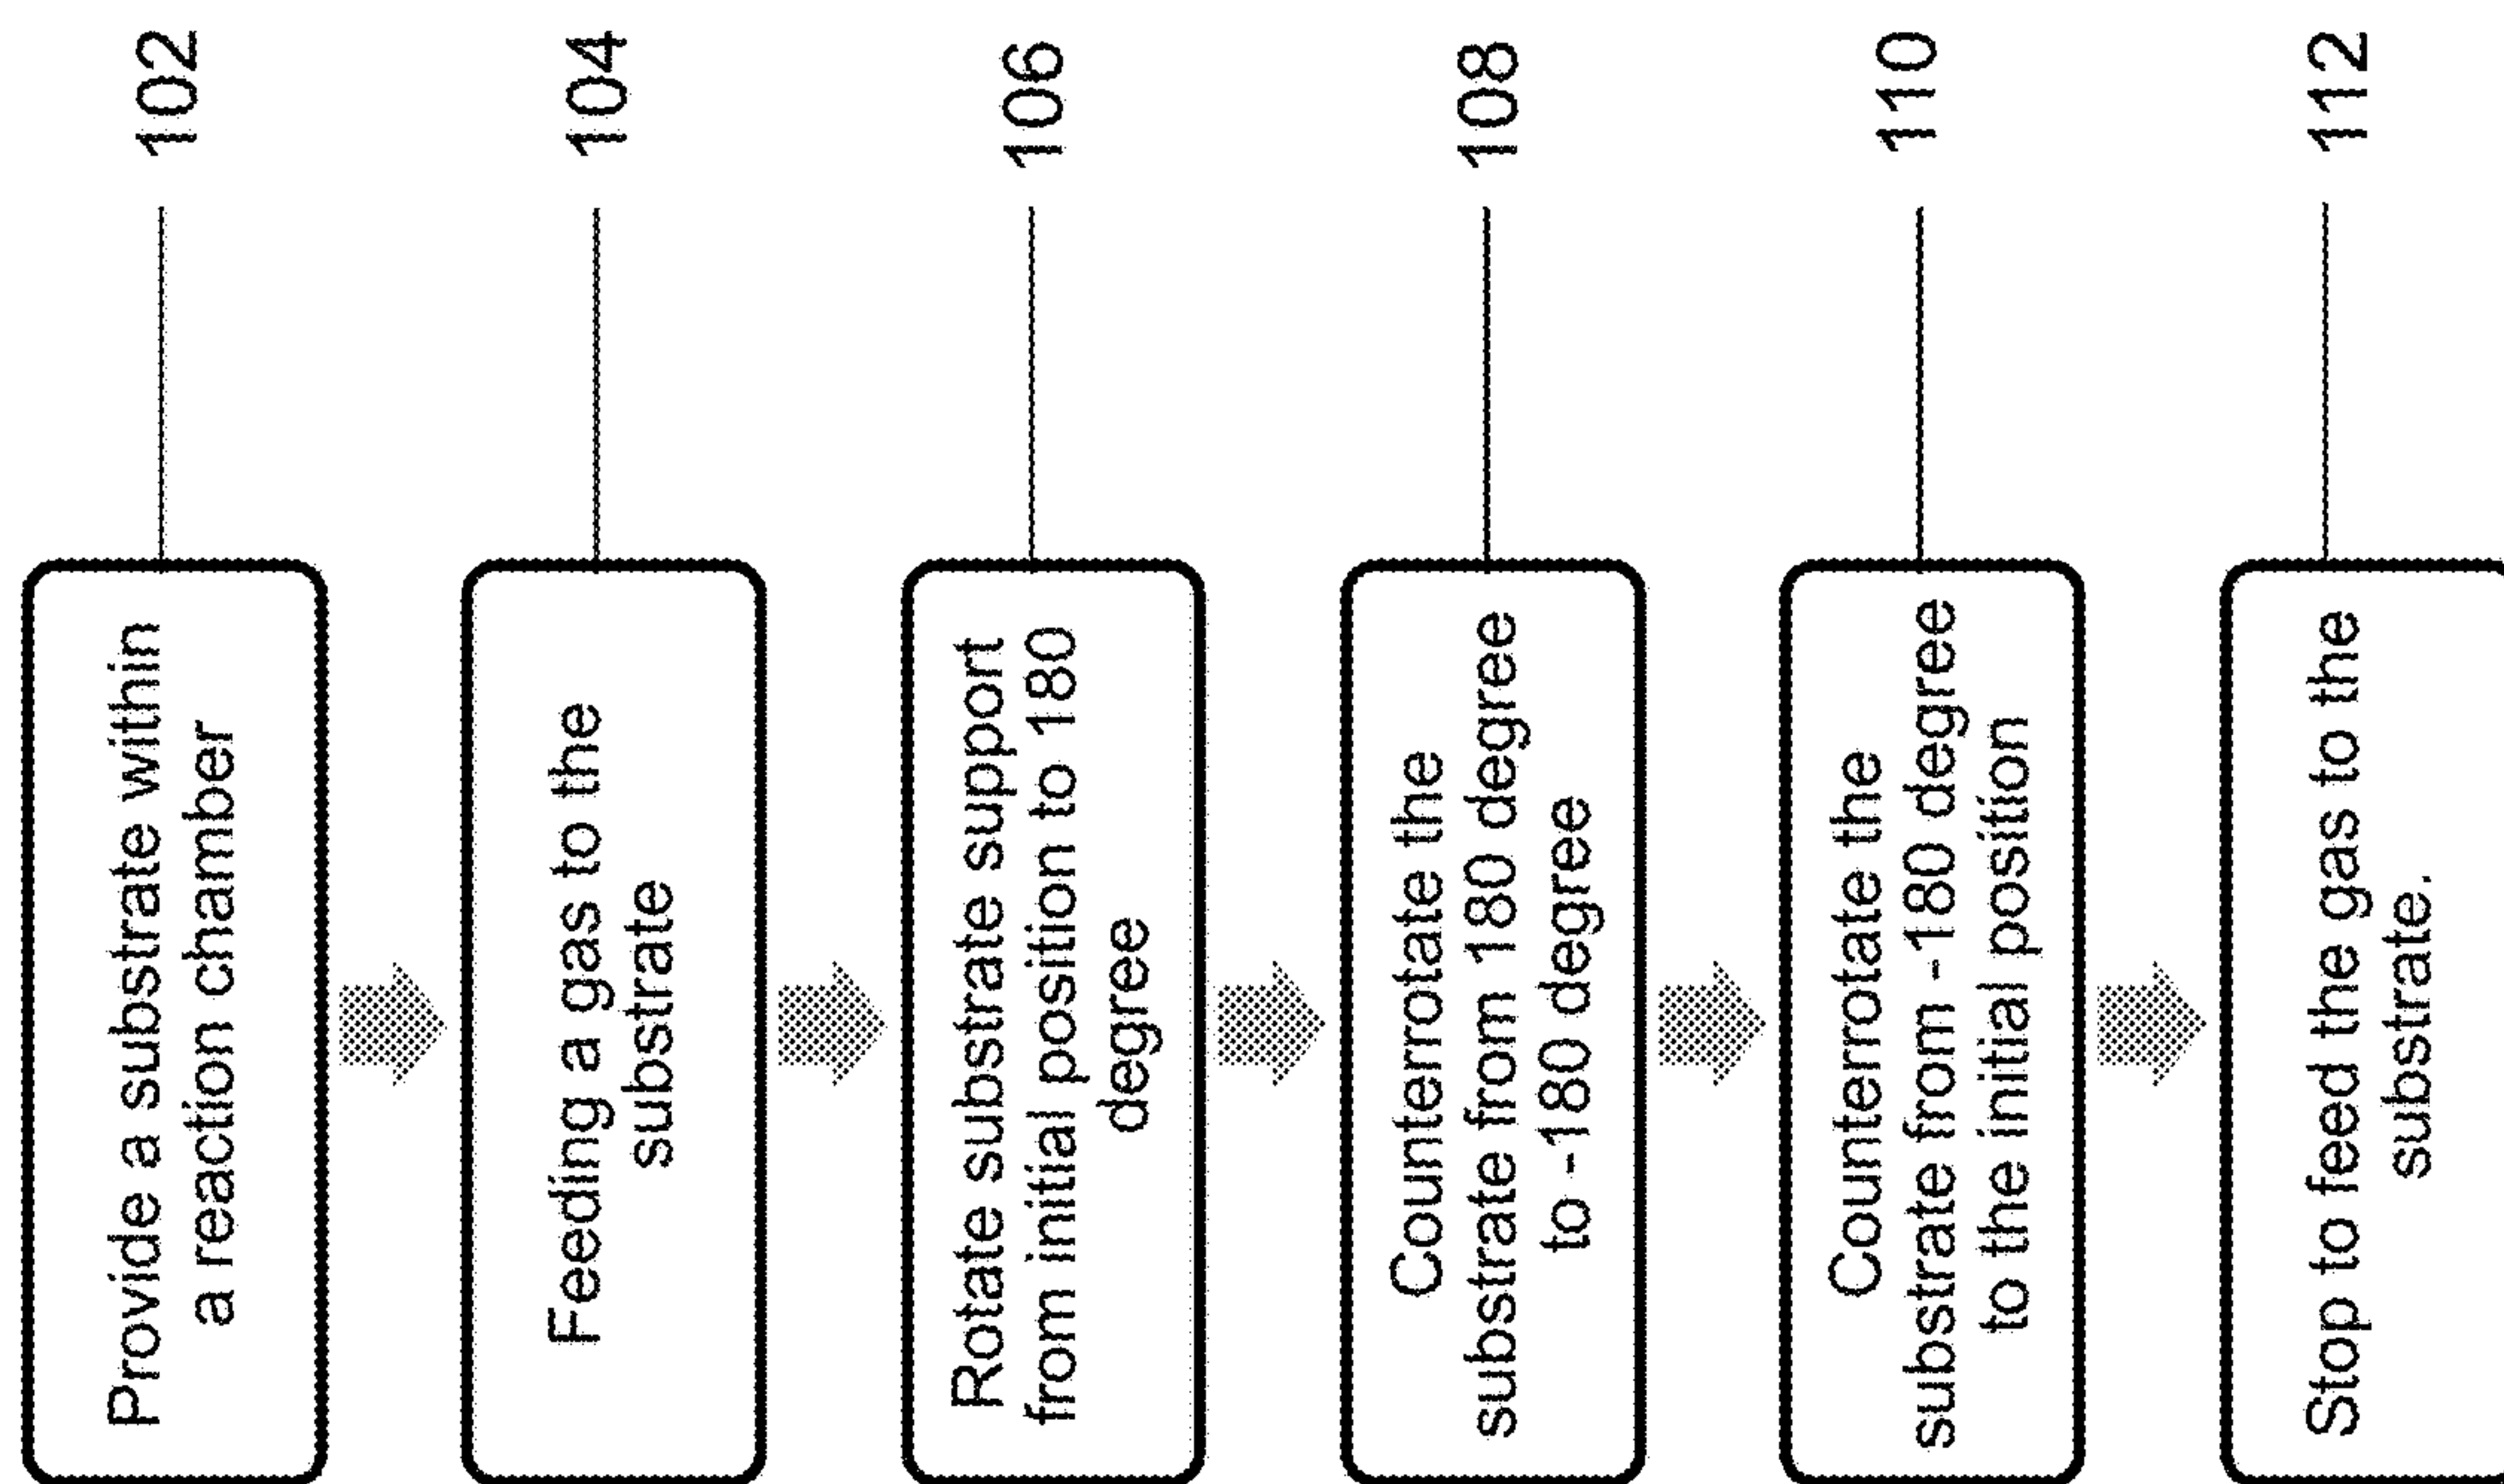 Provide a substrate within
a reaction chamber
102
Feeding a gas to the
substrate
104
Rotate substrate support
from initial position to 180
degree
106
Counterrotate the
substrate from 180 degree
to -180 degree
108
Counterrotate the
substrate from -180 degree
to the initial position
110
Stop to feed the gas to the
substrate.
112